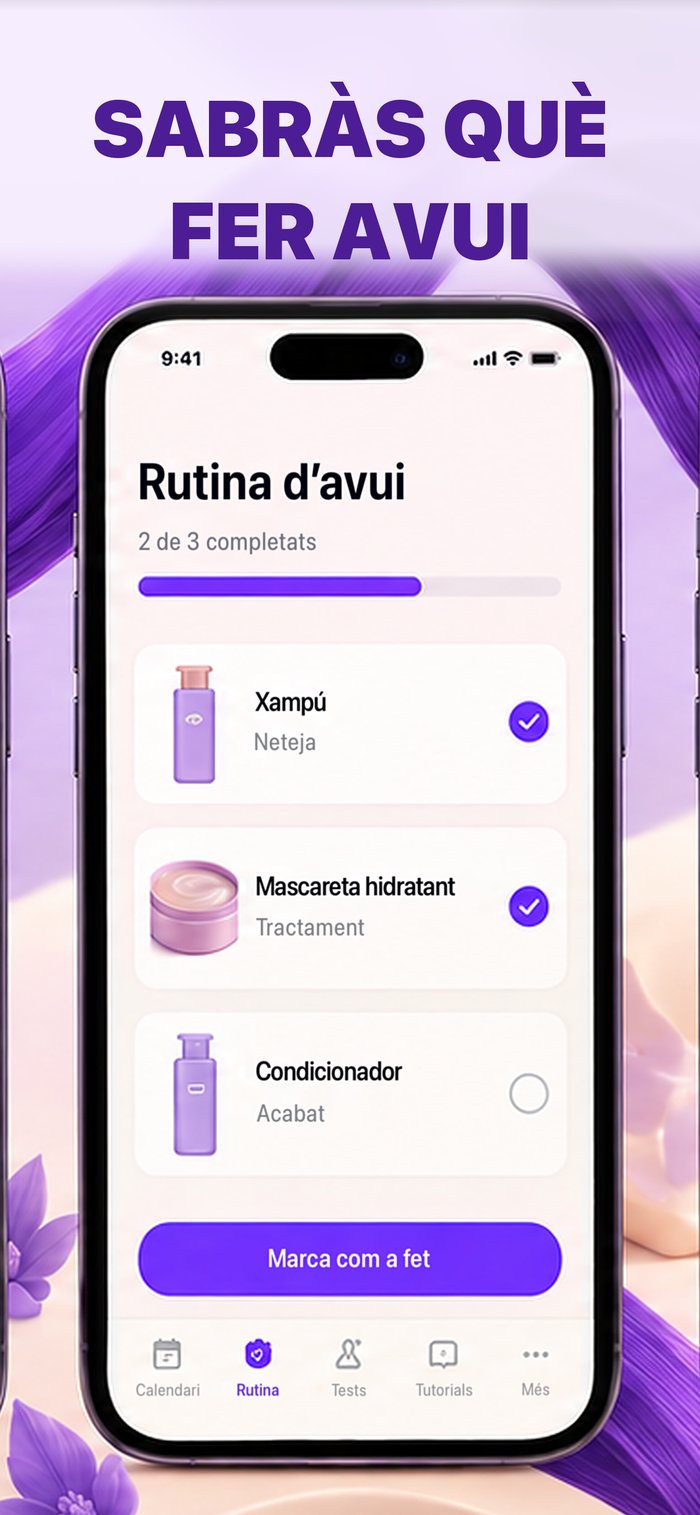 SABRÀS QUÈ
FER AVUI
9:41
Rutina d’avui
2 de 3 completats
Xampú
Neteja
Mascareta hidratant
Tractament
Condicionador
Acabat
Marca com a fet
Calendari
Rutina
Tests
Tutorials
Més